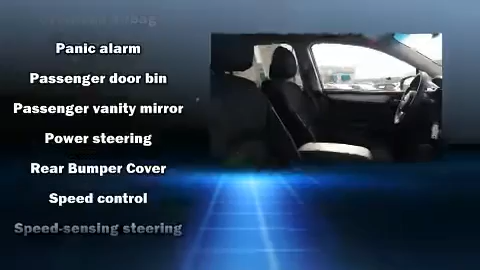 Panic alarm
Passenger door bin
Passenger vanity mirror
Power steering
Rear Bumper Cover
Speed control
Speed-sensing steering